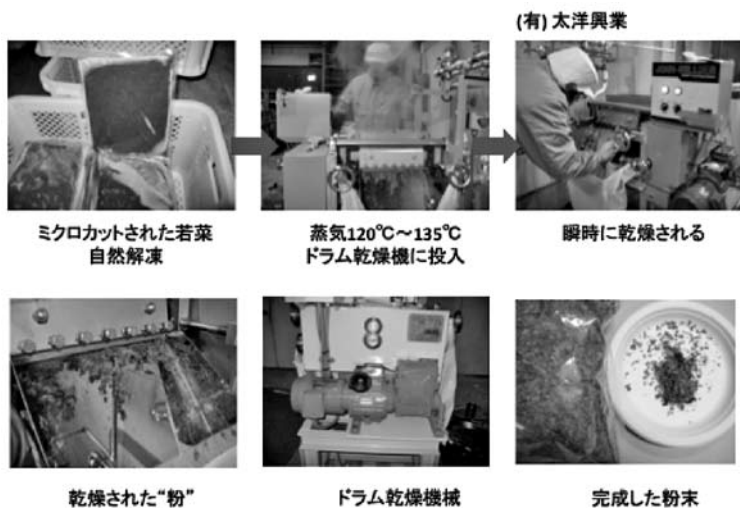 (有) 太洋興業
ミクロカットされた若菜
自然解凍
蒸気120℃～135℃
ドラム乾燥機に投入
瞬時に乾燥される
乾燥された“粉”
ドラム乾燥機械
完成した粉末